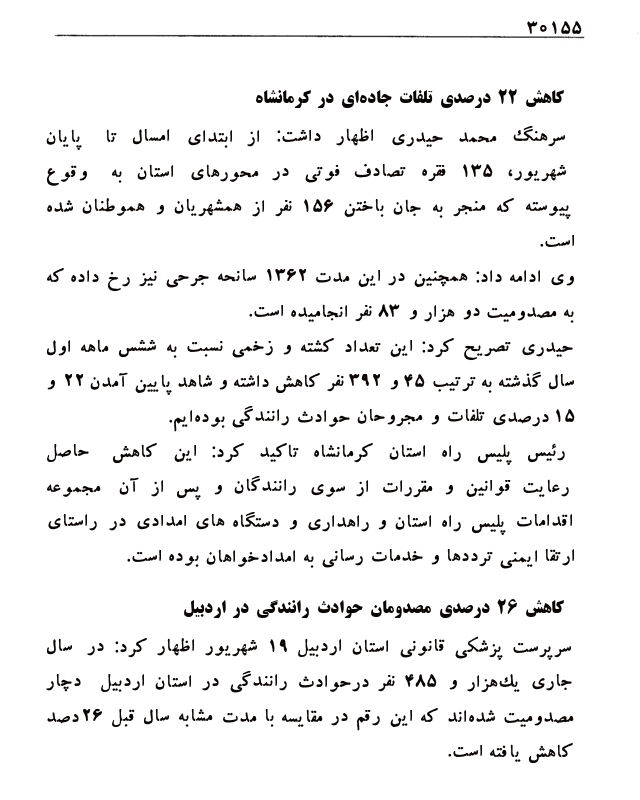 ۳۰۱۵۵
کاهش ۲۲ درصدی تلفات جاده‌ای در کرمانشاه
سرهنگ محمد حیدری اظهار داشت: از ابتدای امسال تا پایان
شهریور، ۱۳۵ فقره تصادف فوتی در محورهای استان به وقوع
پیوسته که منجر به جان باختن ۱۵۶ نفر از همشهریان و هموطنان شده
است.
وی ادامه داد: همچنین در این مدت ۱۳۶۲ سانحه جرحی نیز رخ داده که
به مصدومیت دو هزار و ۸۳ نفر انجامیده است.
حیدری تصریح کرد: این تعداد کشته و زخمی نسبت به ششس ماهه اول
سال گذشته به ترتیب ۴۵ و ۳۹۲ نفر کاهش داشته و شاهد پایین آمدن ۲۲ و
۱۵ درصدی تلفات و مجروحان حوادث رانندگی بوده‌ایم.
رئیس پلیس راه استان کرمانشاه تاکید کرد: این کاهش حاصل
رعایت قوانین و مقررات از سوی رانندگان و پس از آن مجموعه
اقدامات پلیس راه استان و راهداری و دستگاه های امدادی در راستای
ارتقا ایمنی ترددها و خدمات رسانی به امدادخواهان بوده است.
کاهش ۲۶ درصدی مصدومان حوادث رانندگی در اردبیل
سرپرست پزشکی قانونی استان اردبیل ۱۹ شهریور اظهار کرد: در سال
جاری یك‌هزار و ۴۸۵ نفر درحوادث رانندگی در استان اردبیل دچار
مصدومیت شده‌اند که این رقم در مقایسه با مدت مشابه سال قبل ۲۶دصد
کاهش یافته است.